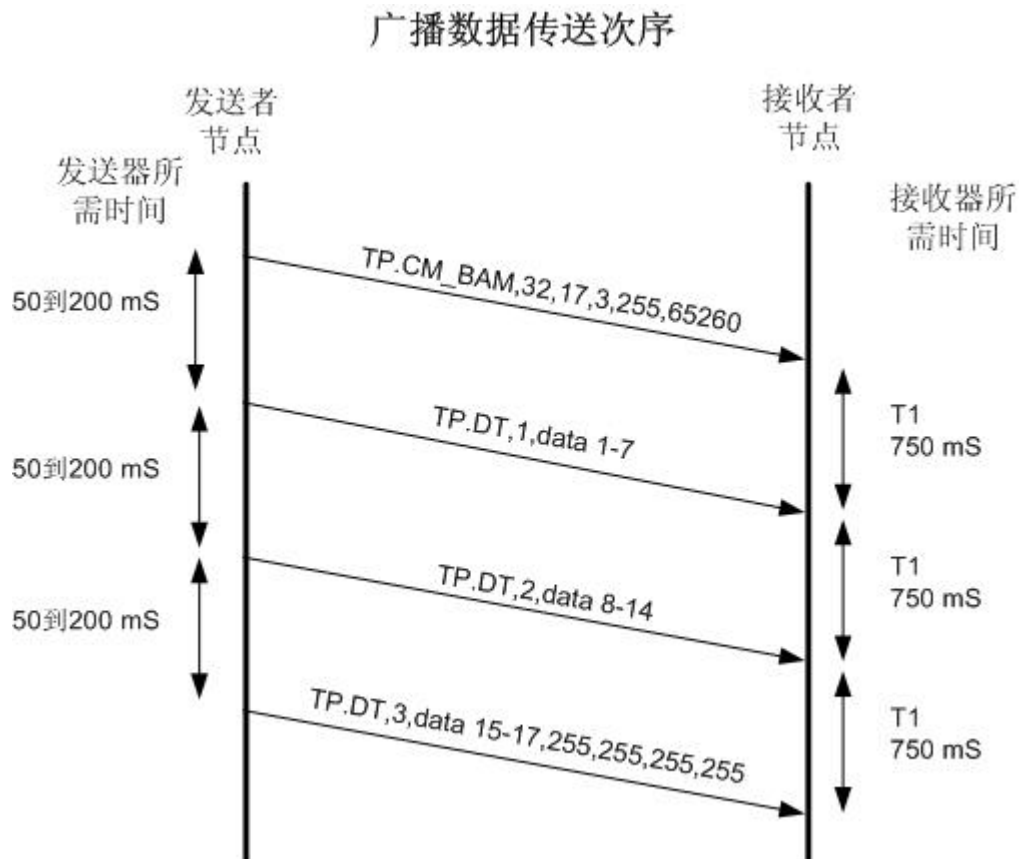 广播数据传送次序
发送者
节点
接收者
节点
发送器所
需时间
接收器所
需时间
TP.CM_BAM,32,17,3,255,65260
50到200 mS
T1
750 mS
TP.DT,1,data 1-7
50到200 mS
T1
750 mS
TP.DT,2,data 8-14
50到200 mS
T1
750 mS
TP.DT,3,data 15-17,255,255,255,255